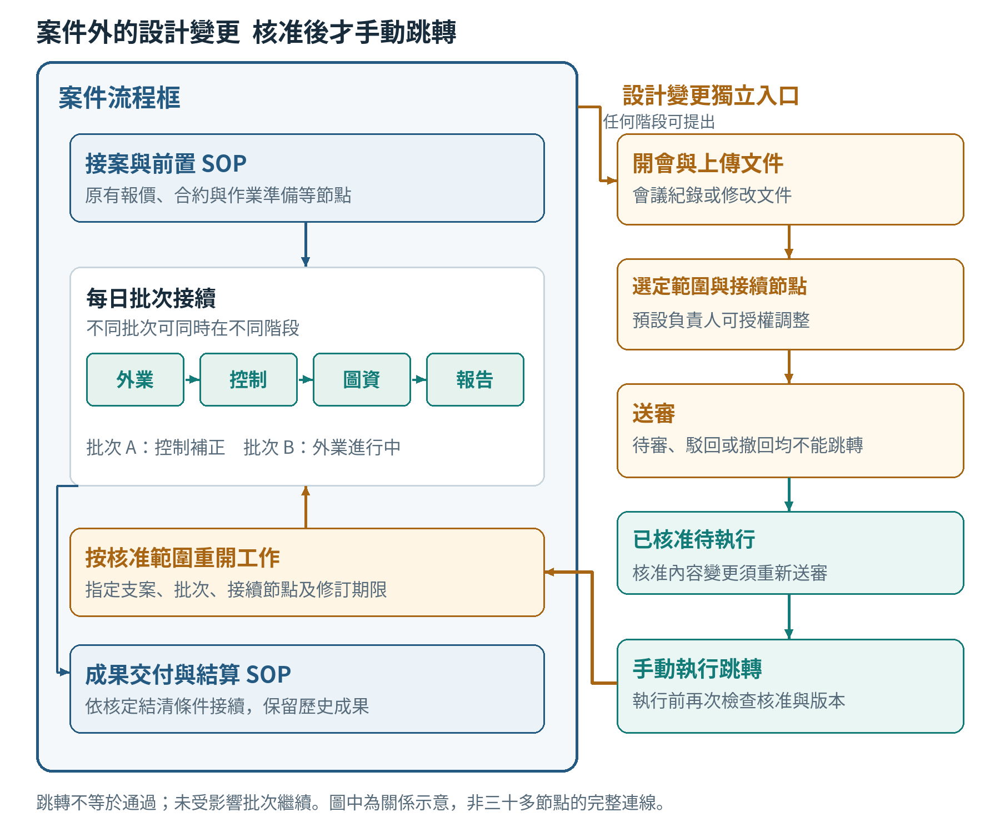 案件外的設計變更 核准後才手動跳轉
案件流程框
接案與前置 SOP
原有報價、合約與作業準備等節點
每日批次接續
不同批次可同時在不同階段
外業
控制
圖資
報告
批次 A：控制補正 批次 B：外業進行中
按核准範圍重開工作
指定支案、批次、接續節點及修訂期限
成果交付與結算 SOP
依核定結清條件接續，保留歷史成果
設計變更獨立入口
任何階段可提出
開會與上傳文件
會議紀錄或修改文件
選定範圍與接續節點
預設負責人可授權調整
送審
待審、駁回或撤回均不能跳轉
已核准待執行
核准內容變更須重新送審
手動執行跳轉
執行前再次檢查核准與版本
跳轉不等於通過；未受影響批次繼續。圖中為關係示意，非三十多節點的完整連線。